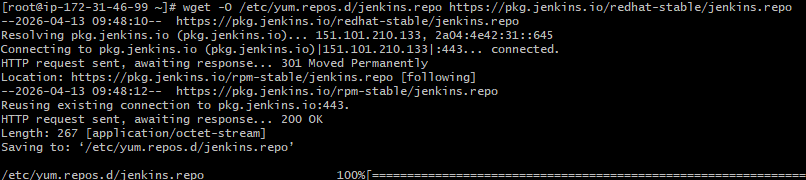 [root@ip-172-31-46-99 ~]# wget -O /etc/yum.repos.d/jenkins.repo https://pkg.jenkins.io/redhat-stable/jenkins.repo
--2026-04-13 09:48:10--  https://pkg.jenkins.io/redhat-stable/jenkins.repo
Resolving pkg.jenkins.io (pkg.jenkins.io)... 151.101.210.133, 2a04:4e42:31::645
Connecting to pkg.jenkins.io (pkg.jenkins.io)|151.101.210.133|:443... connected.
HTTP request sent, awaiting response... 301 Moved Permanently
Location: https://pkg.jenkins.io/rpm-stable/jenkins.repo [following]
--2026-04-13 09:48:12--  https://pkg.jenkins.io/rpm-stable/jenkins.repo
Reusing existing connection to pkg.jenkins.io:443.
HTTP request sent, awaiting response... 200 OK
Length: 267 [application/octet-stream]
Saving to: ‘/etc/yum.repos.d/jenkins.repo’
/etc/yum.repos.d/jenkins.repo 100%[======================================================